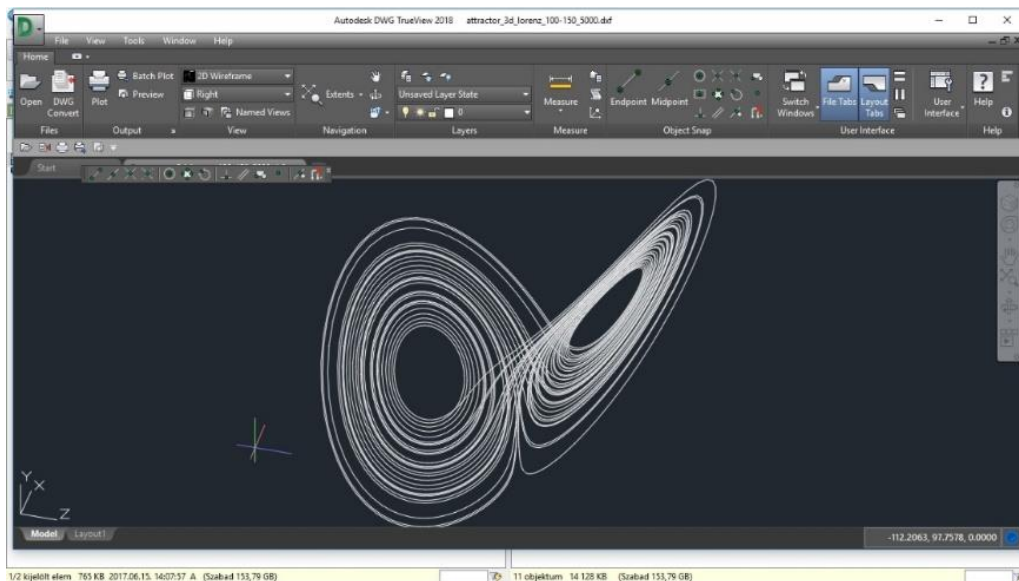 Autodesk DWG TrueView 2018 attractor_3d_lorenz_100-150_5000.dxf
D
File View Tools Window Help
Home
Open
DWG Convert
Plot
Batch Plot
Preview
2D Wireframe
Right
Named Views
Extents
Unsaved Layer State
0
Measure
Endpoint
Midpoint
Switch Windows
File Tabs
Layout Tabs
User Interface
Help
Files Output View Navigation Layers Measure Object Snap User Interface Help
Start
Y
X
Z
Model Layout1
-112.2063, 97.7578, 0.0000
1/2 kijelölt elem 765 KB 2017.06.15. 14:07:57 A (Szabad 153,79 GB)
11 objektum 14 128 KB (Szabad 153,79 GB)